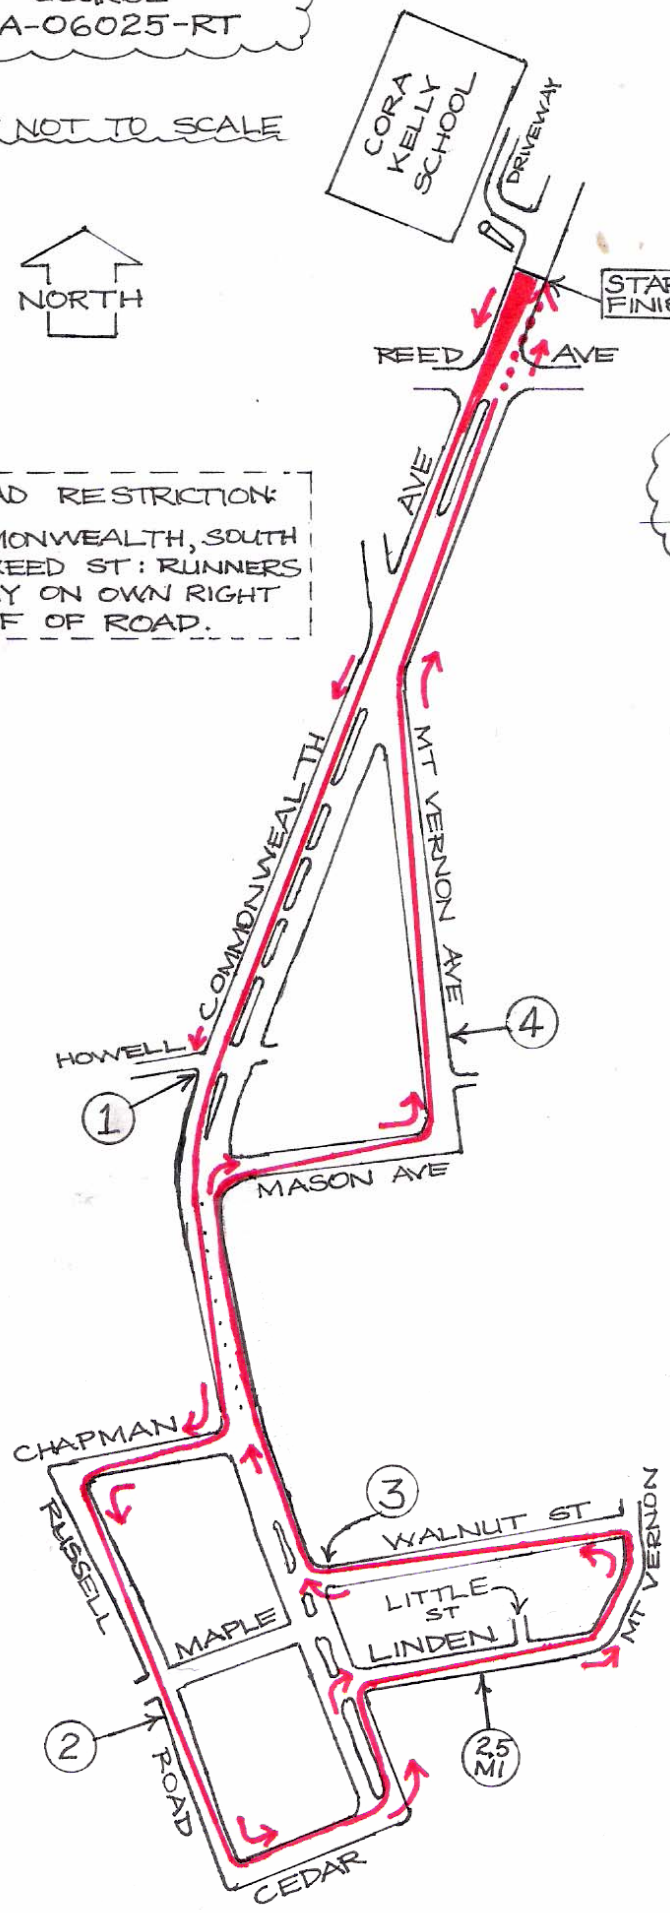 A-06025-RT
NOT TO SCALE
CORA
KELLY
SCHOOL
DRIVEWAY
NORTH
REED AVE
AVE
RESTRICTION:
SOUTH
REED ST: RUNNERS
ON OWN RIGHT
OF ROAD.
COMMONWEALTH
MT VERNON AVE
HOWELL
4
1
MASON AVE
CHAPMAN
RUSSELL
3
WALNUT ST
MT VERNON
LITTLE
ST
MAPLE
LINDEN
2
ROAD
2.5
MI
CEDAR